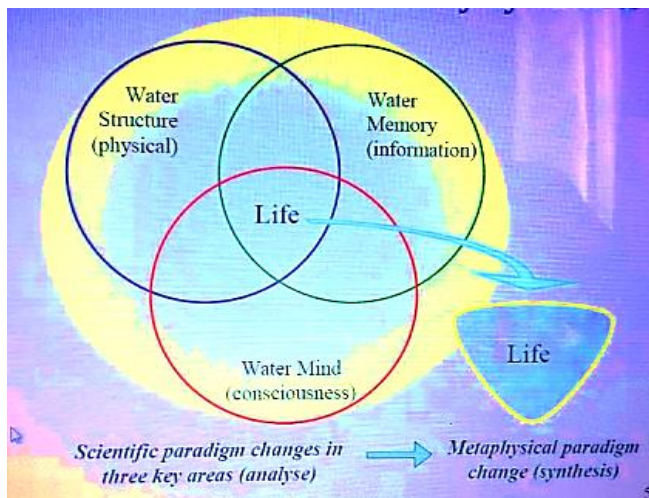 Water
Structure
(physical)
Water
Memory
(information)
Life
Water Mind
(consciousness)
Life
Scientific paradigm changes in
three key areas (analyse)
Metaphysical paradigm
change (synthesis)